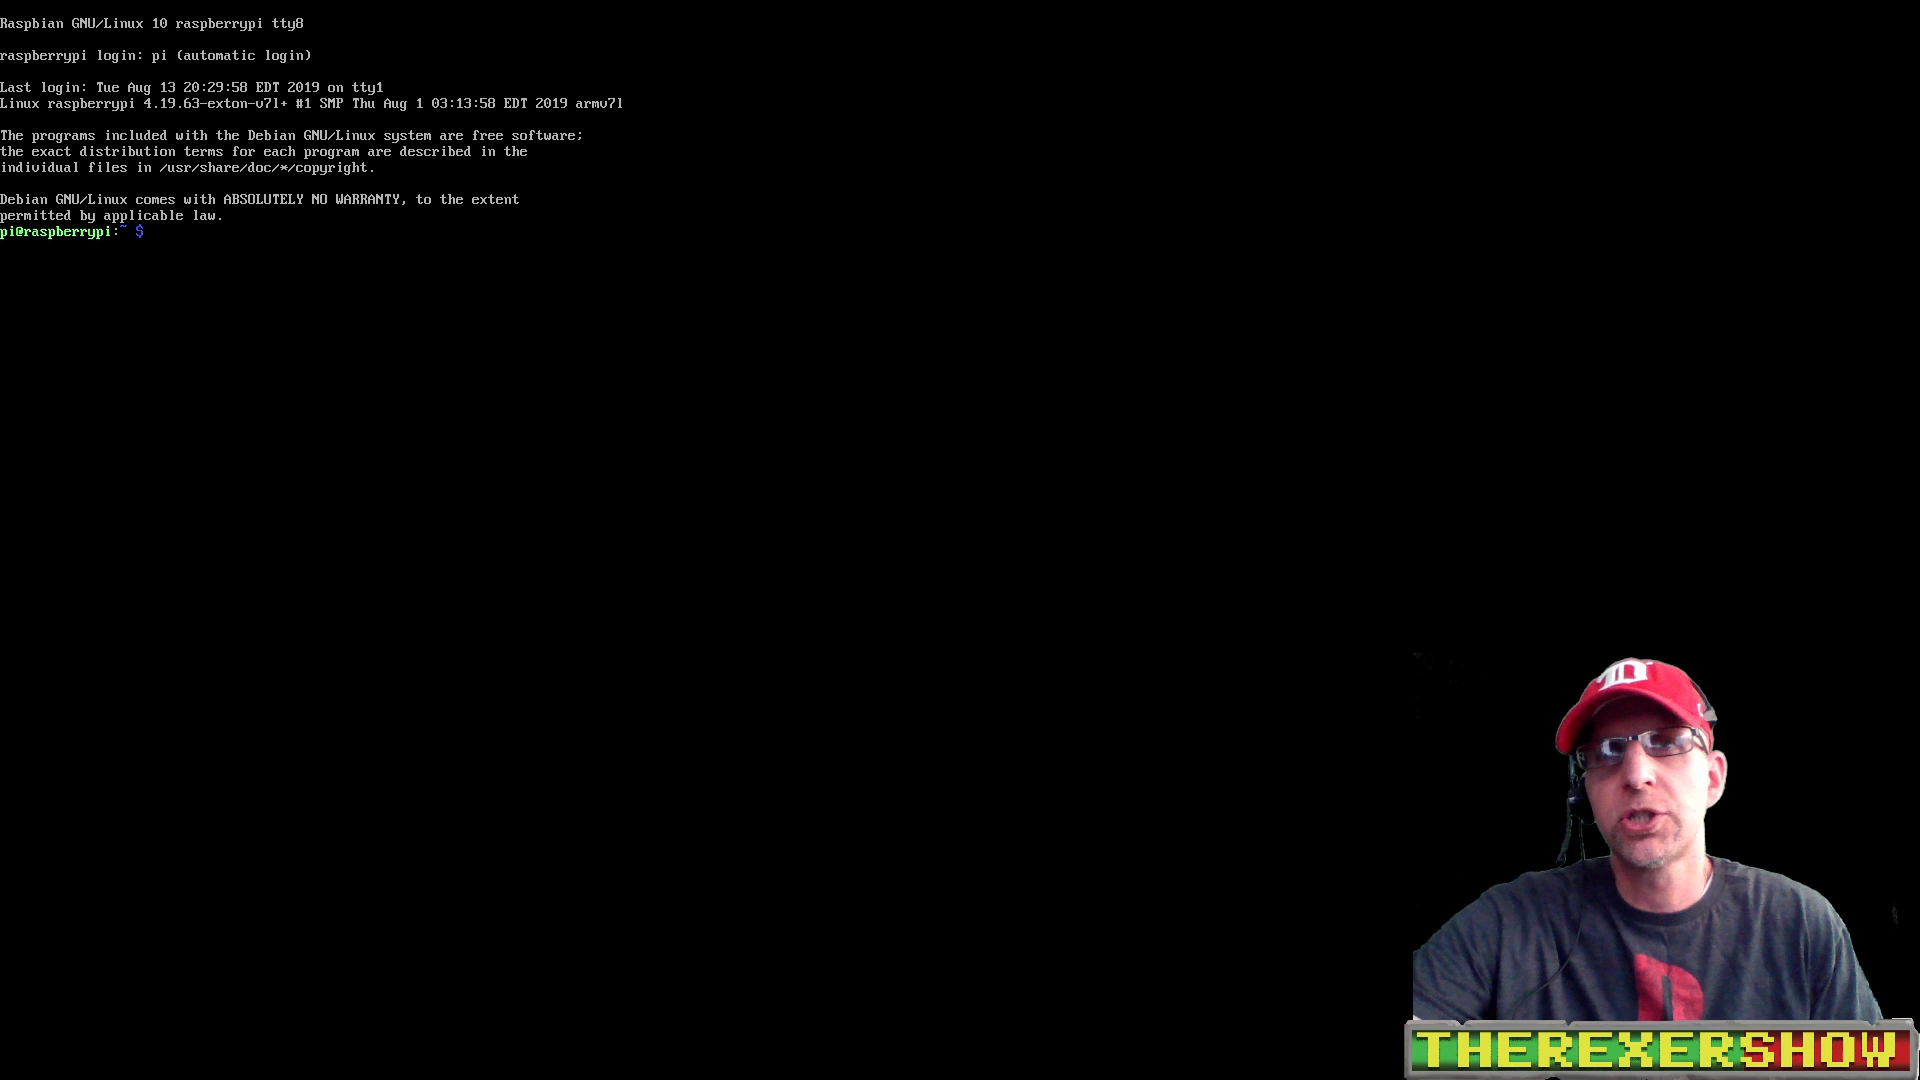 Raspbian GNU/Linux 10 raspberrypi tty8
raspberrypi login: pi (automatic login)
Last login: Tue Aug 13 20:29:58 EDT 2019 on tty1
Linux raspberrypi 4.19.63-exton-v7l+ #1 SMP Thu Aug 1 03:13:58 EDT 2019 armv7l
The programs included with the Debian GNU/Linux system are free software;
the exact distribution terms for each program are described in the
individual files in /usr/share/doc/*/copyright.
Debian GNU/Linux comes with ABSOLUTELY NO WARRANTY, to the extent
permitted by applicable law.
pi@raspberrypi:~ $
D
THEREXERSHOW